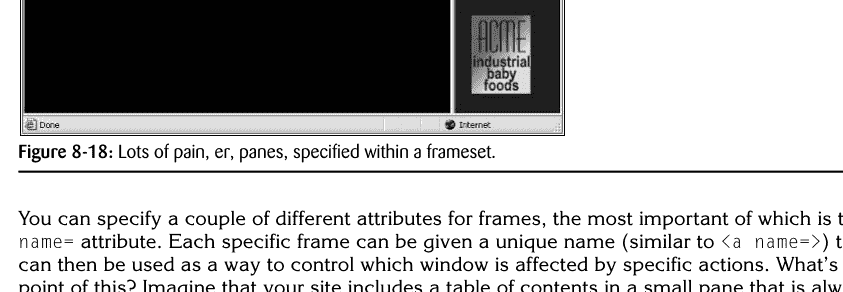 ACME
industrial
baby
foods
Done
Internet
Figure 8-18: Lots of pain, er, panes, specified within a frameset.
You can specify a couple of different attributes for frames, the most important of which is
name= attribute. Each specific frame can be given a unique name (similar to <a name=>)
can then be used as a way to control which window is affected by specific actions. What's
point of this? Imagine that your site includes a table of contents in a small pane that is